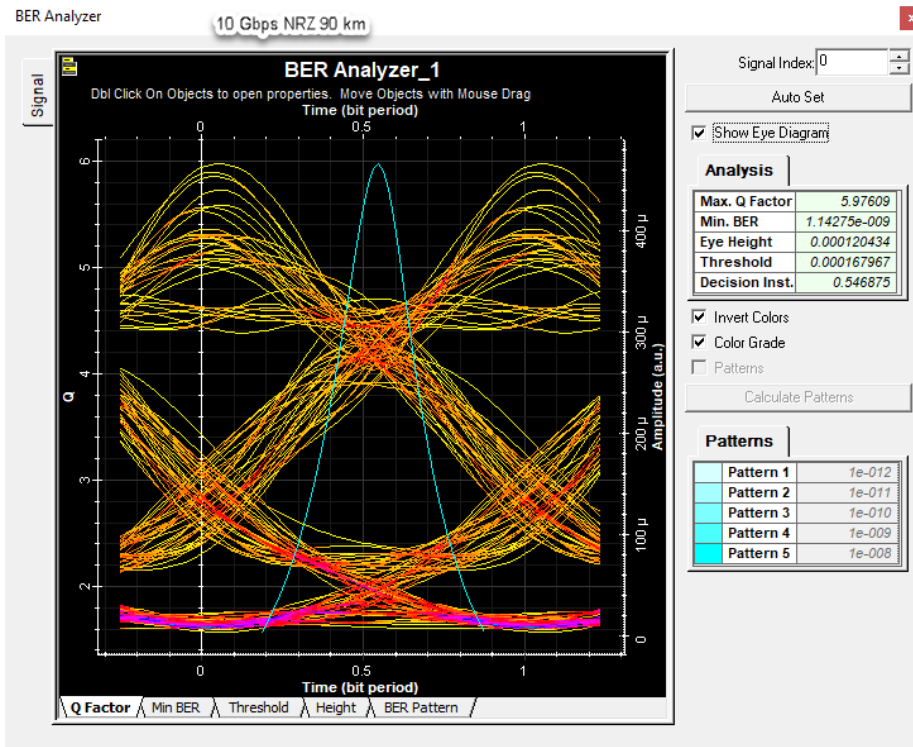 BER Analyzer
10 Gbps NRZ 90 km
x
Signal
BER Analyzer_1
Dbl Click On Objects to open properties. Move Objects with Mouse Drag
Time (bit period)
0 0.5 1
6
5
4
3
2
Q
400 µ
300 µ
200 µ
100 µ
0
Amplitude (a.u.)
0 0.5 1
Time (bit period)
Q Factor Min BER Threshold Height BER Pattern
Signal Index: 0
Auto Set
Show Eye Diagram
Analysis
Max. Q Factor 5.97609
Min. BER 1.14275e-009
Eye Height 0.000120434
Threshold 0.000167967
Decision Inst. 0.546875
Invert Colors
Color Grade
Patterns
Calculate Patterns
Patterns
Pattern 1 1e-012
Pattern 2 1e-011
Pattern 3 1e-010
Pattern 4 1e-009
Pattern 5 1e-008